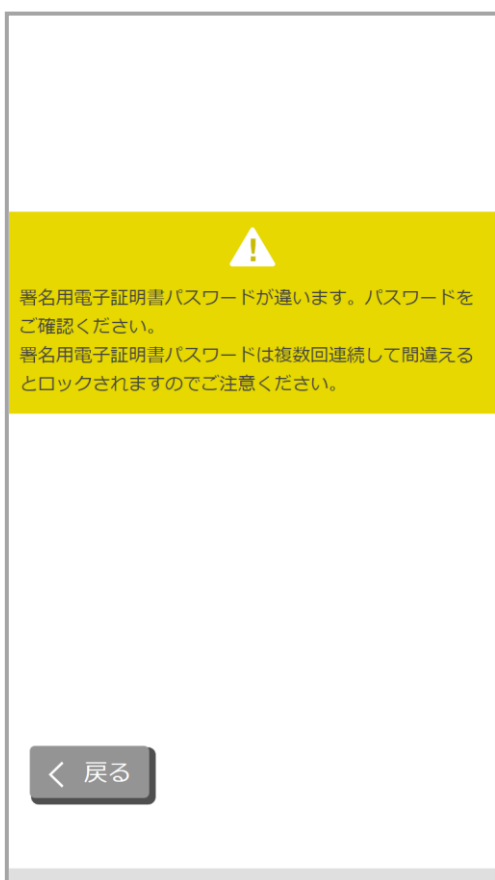 署名用電子証明書パスワードが違います。パスワードを
ご確認ください。
署名用電子証明書パスワードは複数回連続して間違える
とロックされますのでご注意ください。
戻る